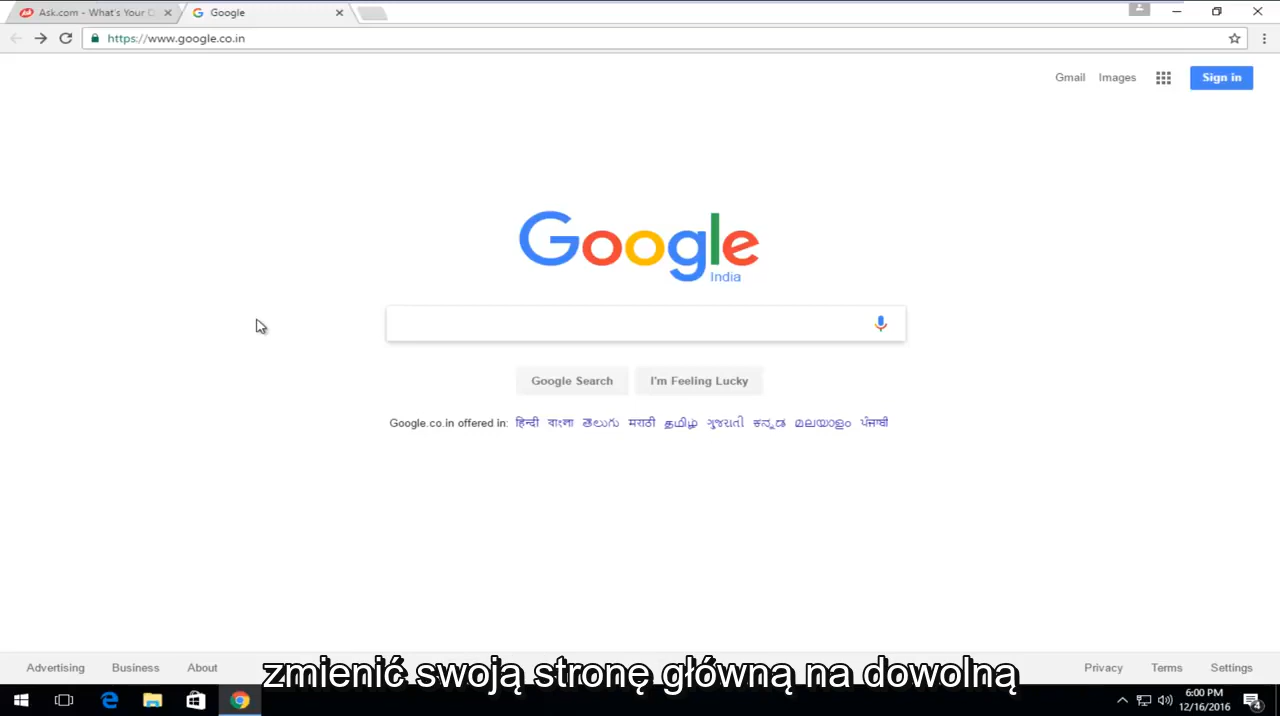 Ask.com - What's Your
Google
https://www.google.co.in
Gmail Images Sign in
Google
India
Google Search I'm Feeling Lucky
Google.co.in offered in: हिन्दी বাংলা తెలుగు मराठी தமிழ் ગુજરાતી ಕನ್ನಡ മലയാളം ਪੰਜਾਬੀ
Advertising Business About Privacy Terms Settings
zmienić swoją stronę główną na dowolną
6:00 PM
12/16/2016
4